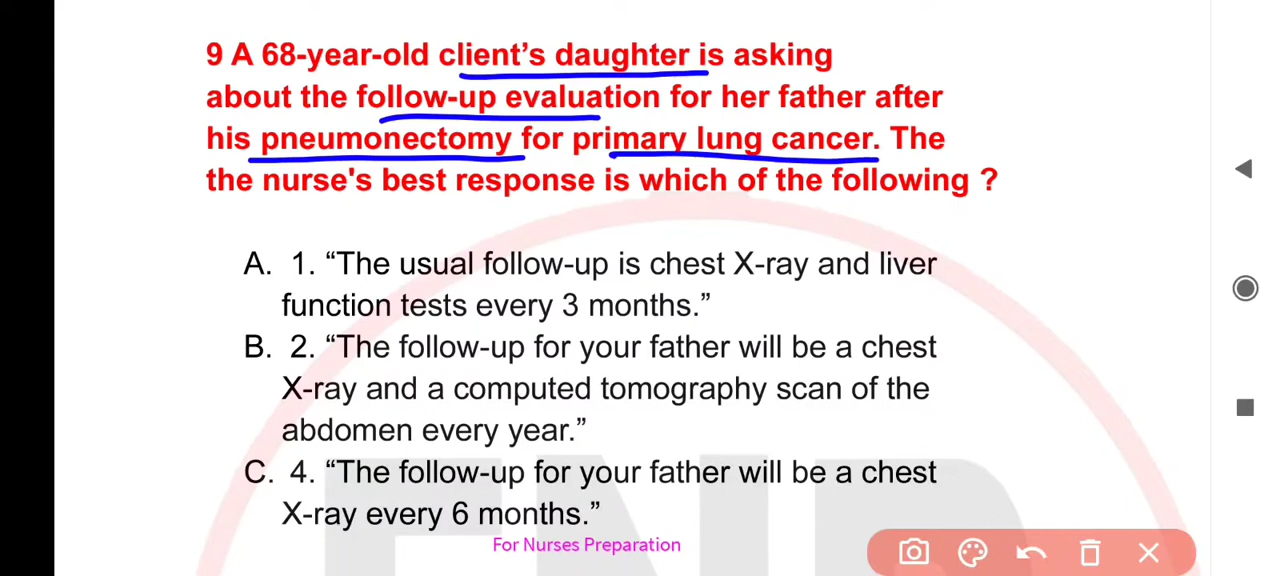 9 A 68-year-old client’s daughter is asking
about the follow-up evaluation for her father after
his pneumonectomy for primary lung cancer. The
the nurse's best response is which of the following ?
A. 1. “The usual follow-up is chest X-ray and liver
function tests every 3 months.”
B. 2. “The follow-up for your father will be a chest
X-ray and a computed tomography scan of the
abdomen every year.”
C. 4. “The follow-up for your father will be a chest
X-ray every 6 months.”
For Nurses Preparation